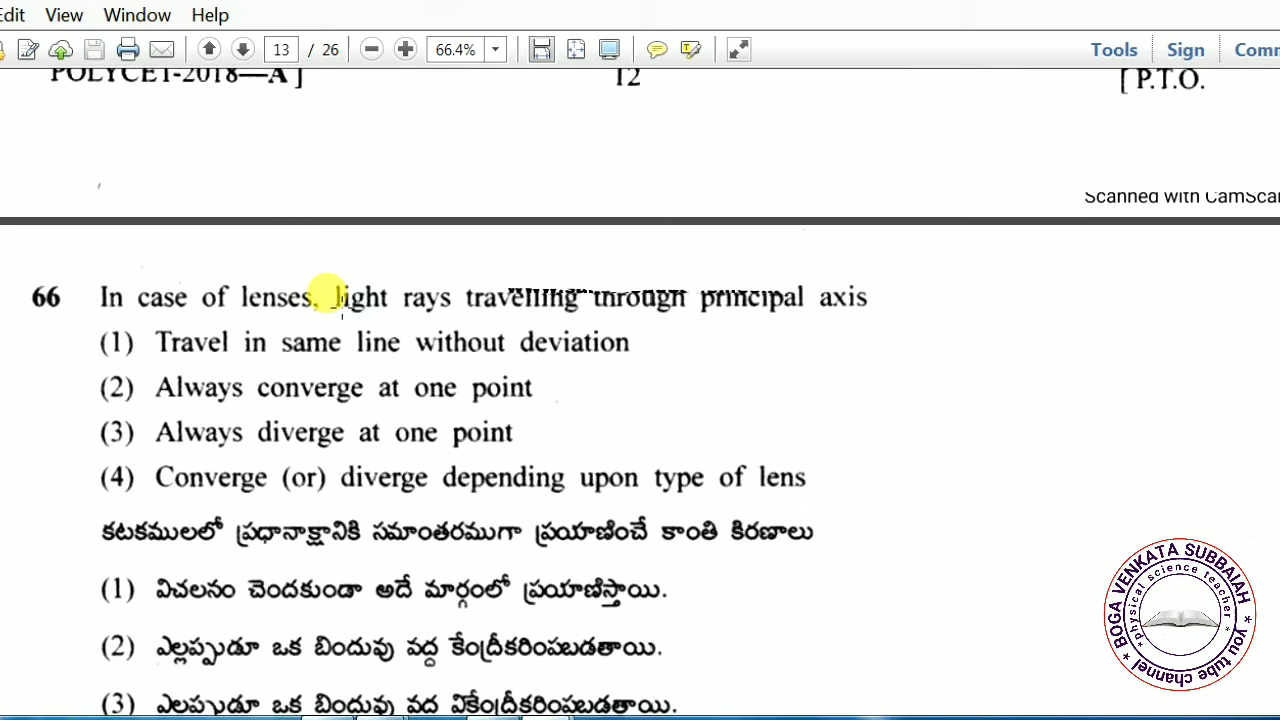 Edit View Window Help
13 / 26 66.4% Tools Sign Comm
POLYCET-2018—A ] 12 [ P.T.O.
Scanned with CamScan
66 In case of lenses, light rays travelling through principal axis
(1) Travel in same line without deviation
(2) Always converge at one point
(3) Always diverge at one point
(4) Converge (or) diverge depending upon type of lens
కటకములలో ప్రధానాక్షానికి సమాంతరముగా ప్రయాణించే కాంతి కిరణాలు
(1) విచలనం చెందకుండా అదే మార్గంలో ప్రయాణిస్తాయి.
(2) ఎల్లప్పుడూ ఒక బిందువు వద్ద కేంద్రీకరింపబడతాయి.
(3) ఎల్లప్పుడూ ఒక బిందువు వద్ద వికేంద్రీకరింపబడతాయి.
* BOGA VENKATA SUBBAIAH * you tube channel
* physical science teacher *